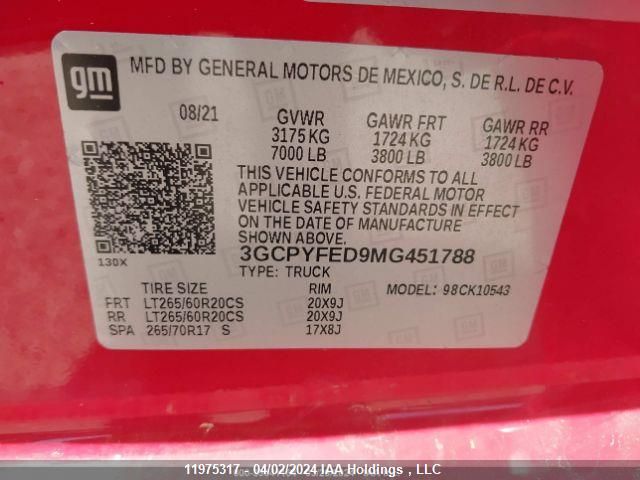 gm
MFD BY GENERAL MOTORS DE MEXICO, S. DE R.L. DE C.V.
08/21 GVWR GAWR FRT GAWR RR
3175 KG 1724 KG 1724 KG
7000 LB 3800 LB 3800 LB
THIS VEHICLE CONFORMS TO ALL
APPLICABLE U.S. FEDERAL MOTOR
VEHICLE SAFETY STANDARDS IN EFFECT
ON THE DATE OF MANUFACTURE
SHOWN ABOVE.
130X
3GCPYFED9MG451788
TYPE: TRUCK
TIRE SIZE RIM MODEL: 98CK10543
FRT LT265/60R20CS 20X9J
RR LT265/60R20CS 20X9J
SPA 265/70R17 S 17X8J
11975317 - 04/02/2024 IAA Holdings , LLC